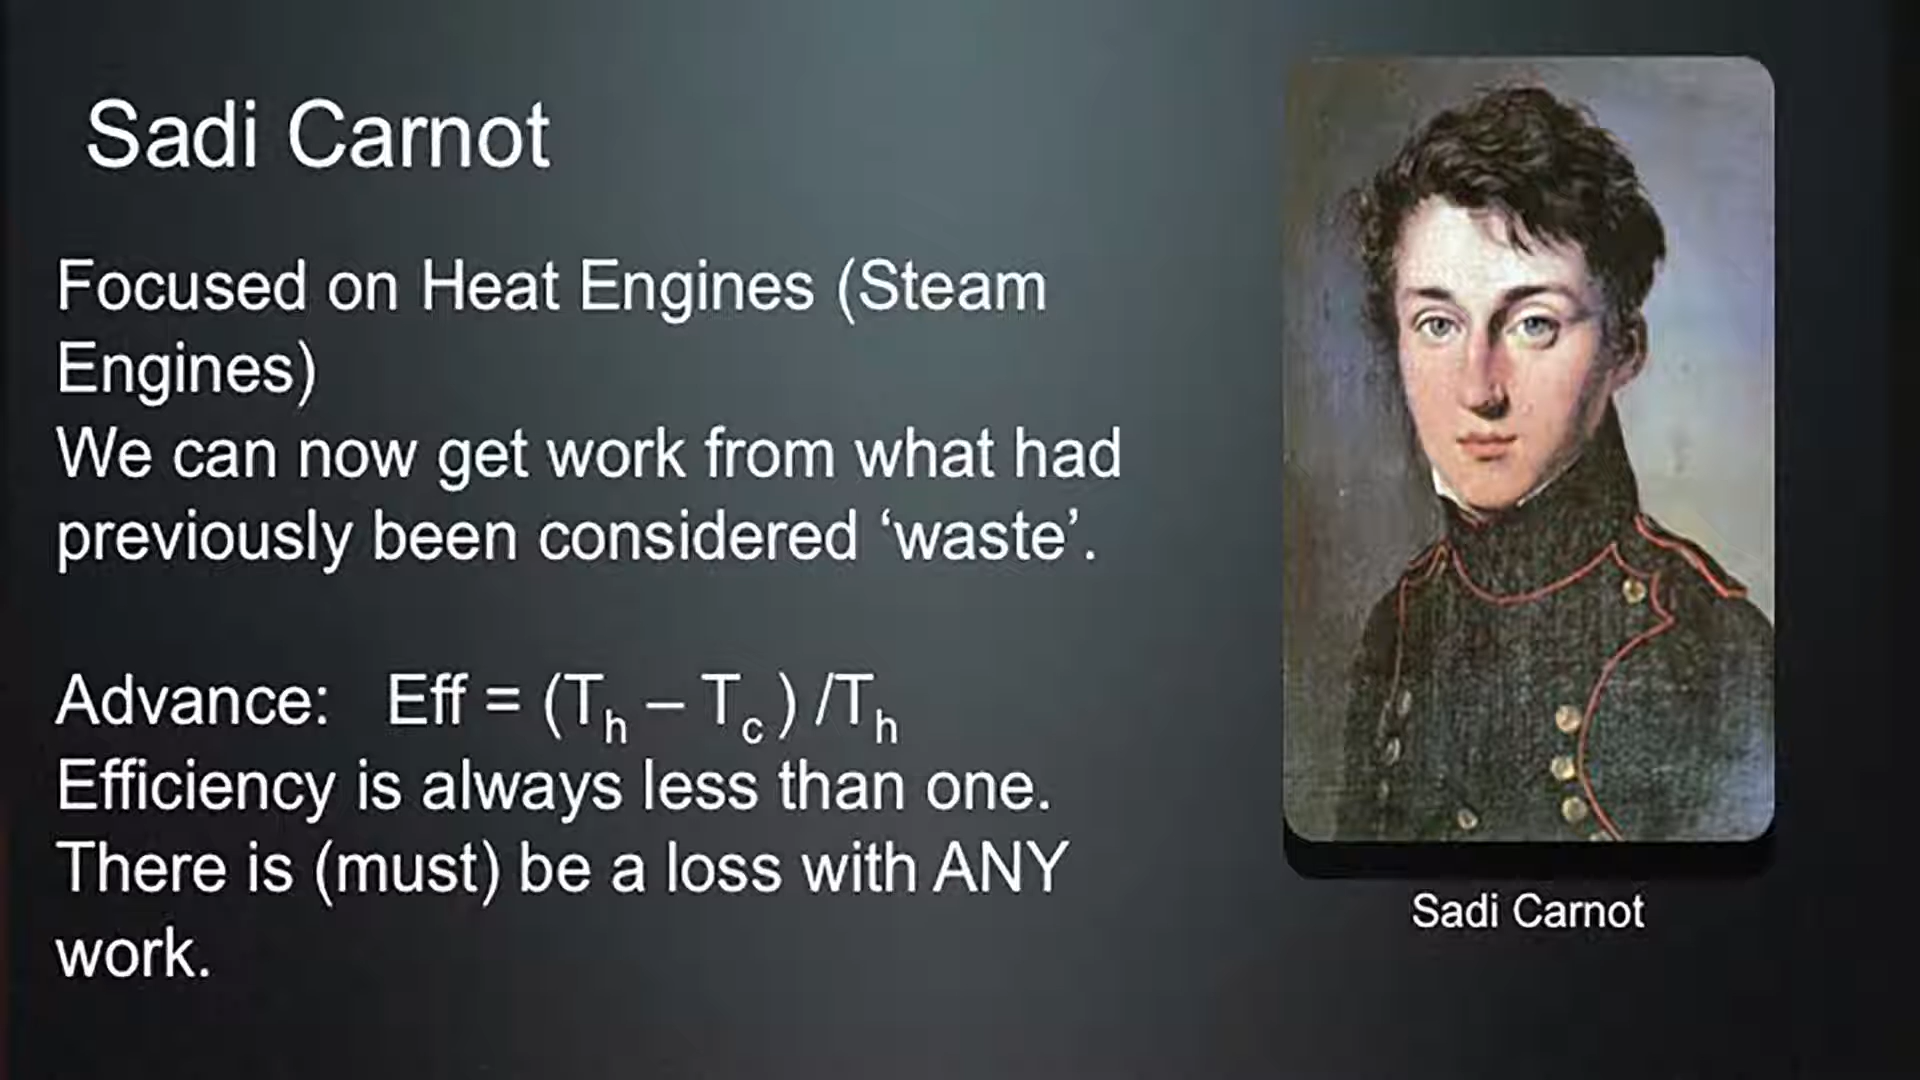 Sadi Carnot
Focused on Heat Engines (Steam
Engines)
We can now get work from what had
previously been considered ‘waste’.
Advance: Eff = (Tₕ – T꜀ ) /Tₕ
Efficiency is always less than one.
There is (must) be a loss with ANY
work.
Sadi Carnot